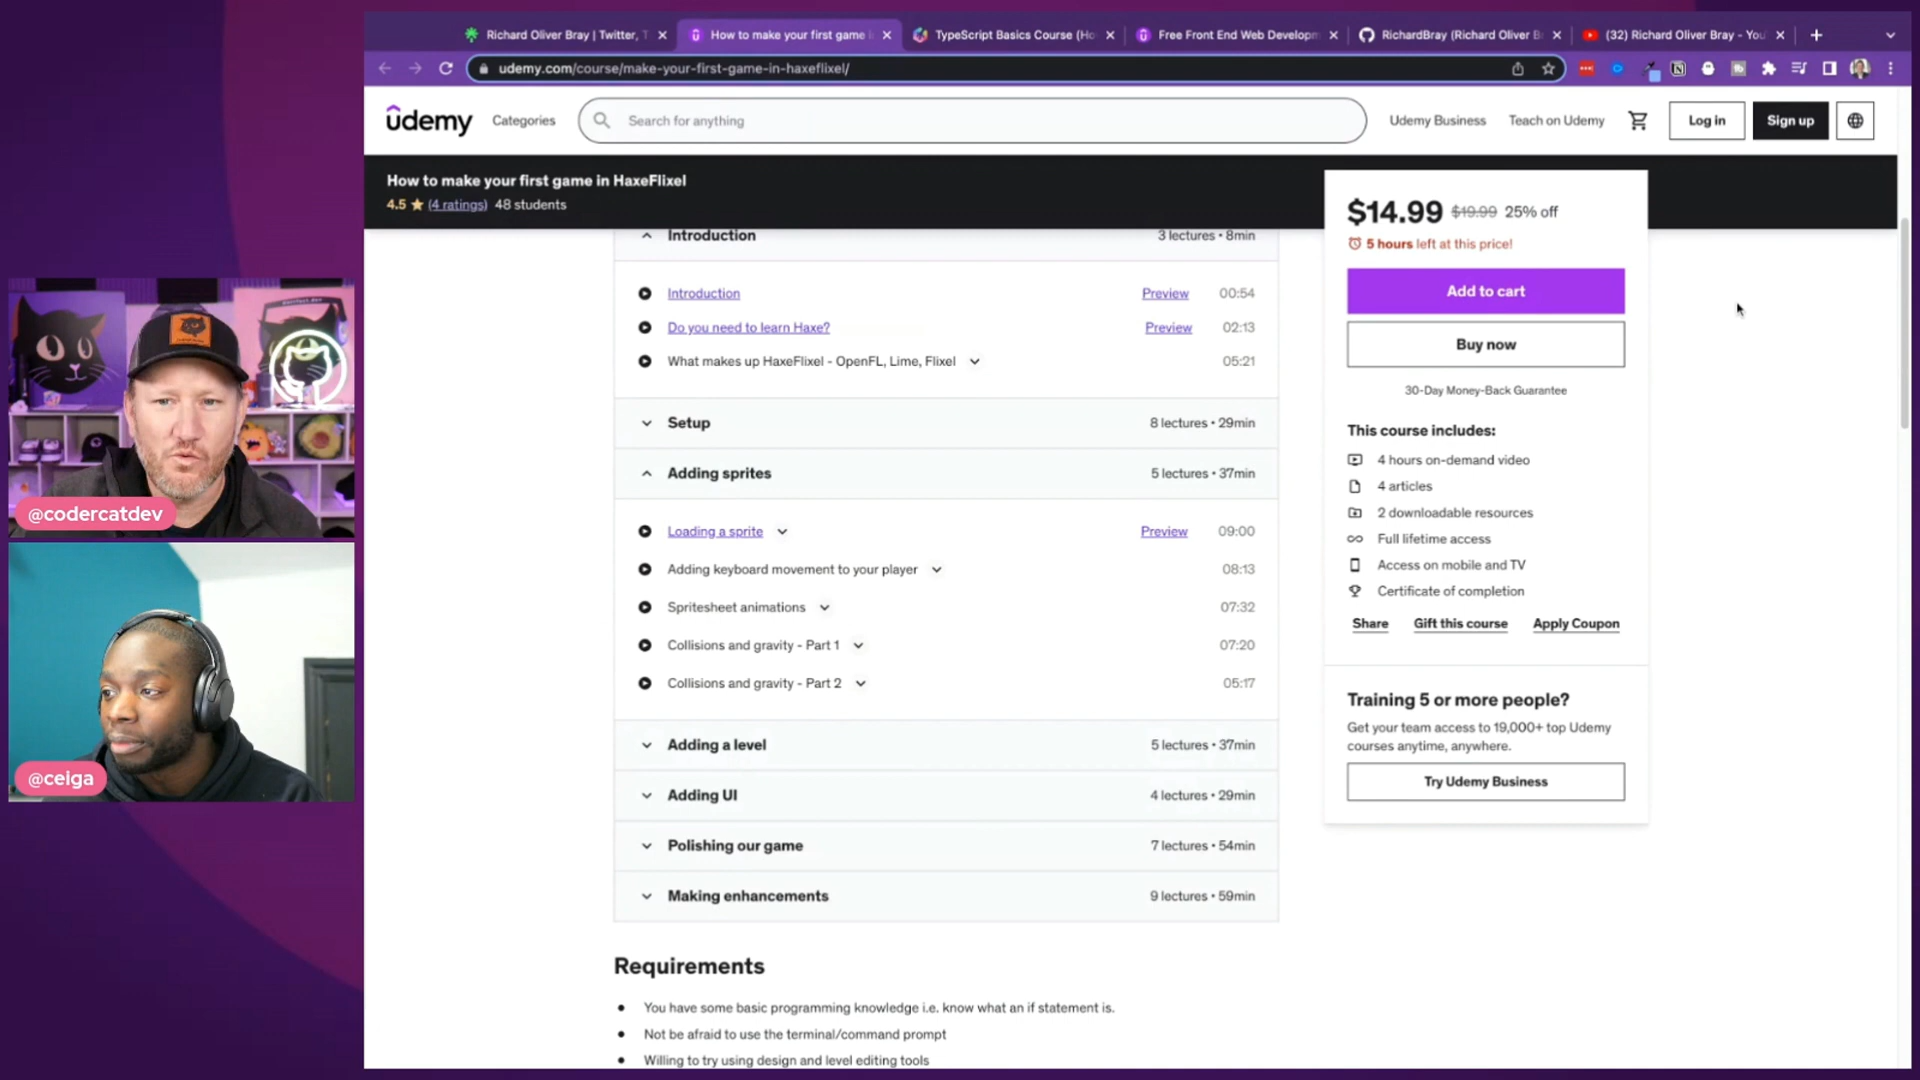 Richard Oliver Bray | Twitter, T
How to make your first game i
TypeScript Basics Course (Ho
Free Front End Web Developm
RichardBray (Richard Oliver B
(32) Richard Oliver Bray - You
udemy.com/course/make-your-first-game-in-haxeflixel/
udemy
Categories
Search for anything
Udemy Business
Teach on Udemy
Log in
Sign up
How to make your first game in HaxeFlixel
4.5 ★ (4 ratings) 48 students
Introduction 3 lectures • 8min
Introduction Preview 00:54
Do you need to learn Haxe? Preview 02:13
What makes up HaxeFlixel - OpenFL, Lime, Flixel 05:21
Setup 8 lectures • 29min
Adding sprites 5 lectures • 37min
Loading a sprite Preview 09:00
Adding keyboard movement to your player 08:13
Spritesheet animations 07:32
Collisions and gravity - Part 1 07:20
Collisions and gravity - Part 2 05:17
Adding a level 5 lectures • 37min
Adding UI 4 lectures • 29min
Polishing our game 7 lectures • 54min
Making enhancements 9 lectures • 59min
Requirements
• You have some basic programming knowledge i.e. know what an if statement is.
• Not be afraid to use the terminal/command prompt
• Willing to try using design and level editing tools
$14.99 $19.99 25% off
5 hours left at this price!
Add to cart
Buy now
30-Day Money-Back Guarantee
This course includes:
4 hours on-demand video
4 articles
2 downloadable resources
Full lifetime access
Access on mobile and TV
Certificate of completion
Share Gift this course Apply Coupon
Training 5 or more people?
Get your team access to 19,000+ top Udemy
courses anytime, anywhere.
Try Udemy Business
@codercatdev
@ceiga